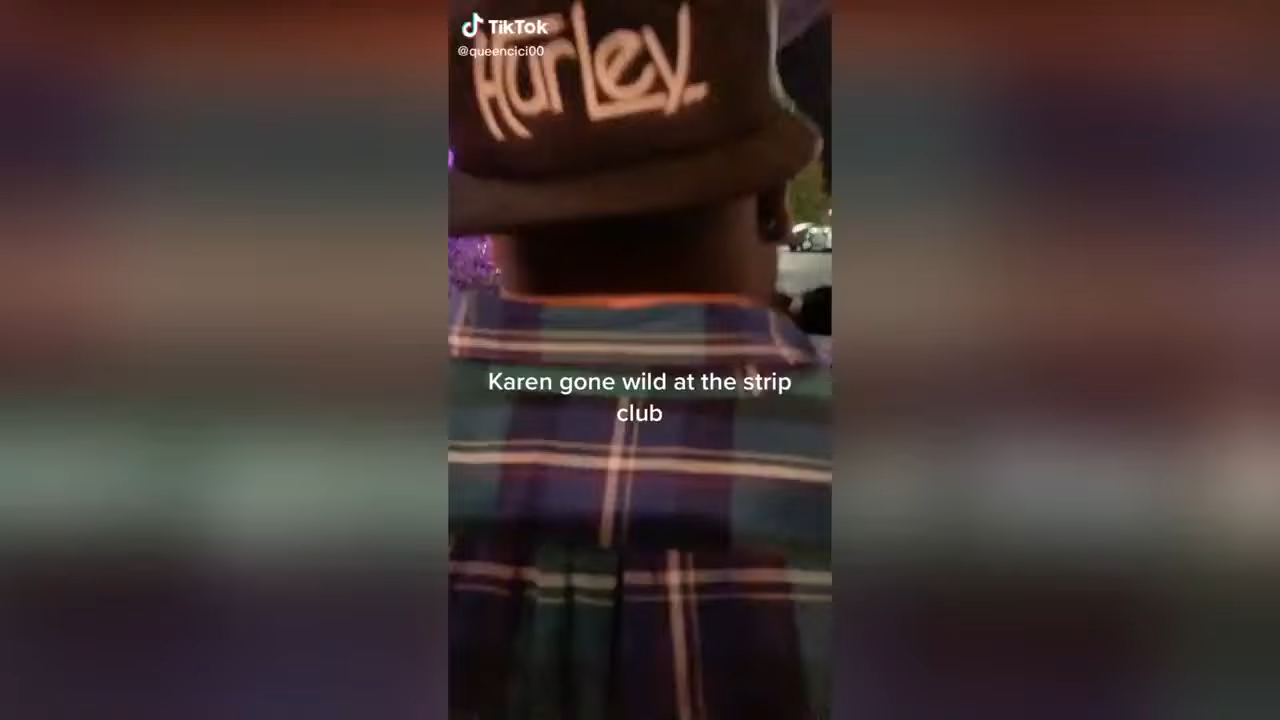 TikTok
@queencici00
Hurley
Karen gone wild at the strip
club